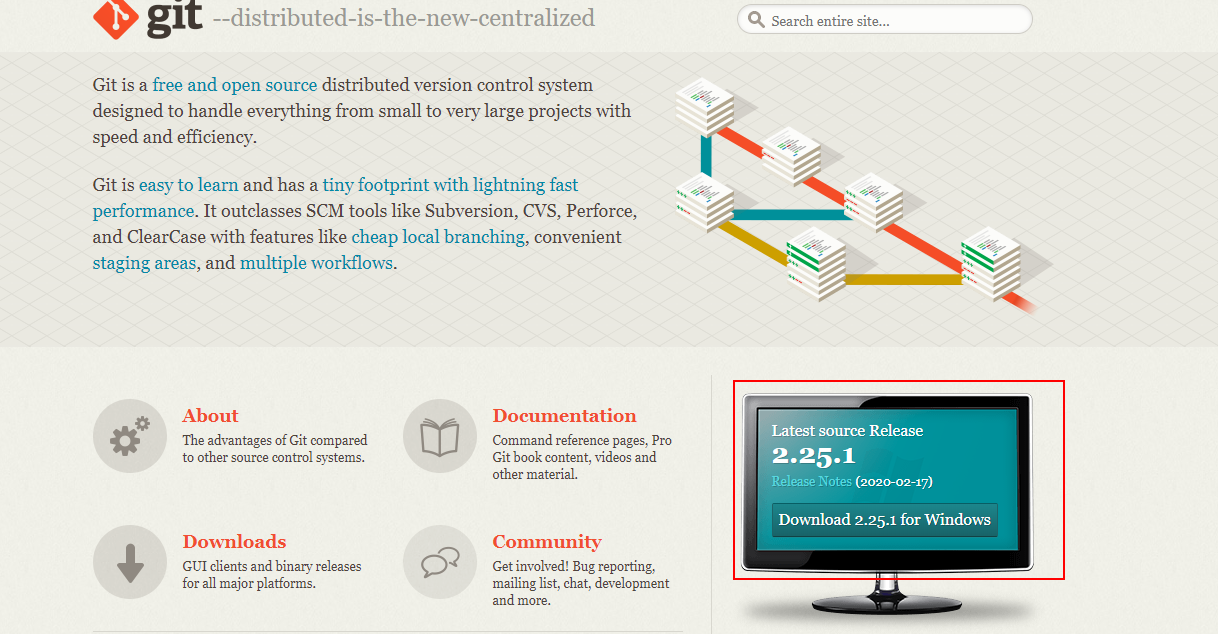 git --distributed-is-the-new-centralized
Search entire site...
Git is a free and open source distributed version control system
designed to handle everything from small to very large projects with
speed and efficiency.
Git is easy to learn and has a tiny footprint with lightning fast
performance. It outclasses SCM tools like Subversion, CVS, Perforce,
and ClearCase with features like cheap local branching, convenient
staging areas, and multiple workflows.
About
The advantages of Git compared
to other source control systems.
Documentation
Command reference pages, Pro
Git book content, videos and
other material.
Downloads
GUI clients and binary releases
for all major platforms.
Community
Get involved! Bug reporting,
mailing list, chat, development
and more.
Latest source Release
2.25.1
Release Notes (2020-02-17)
Download 2.25.1 for Windows